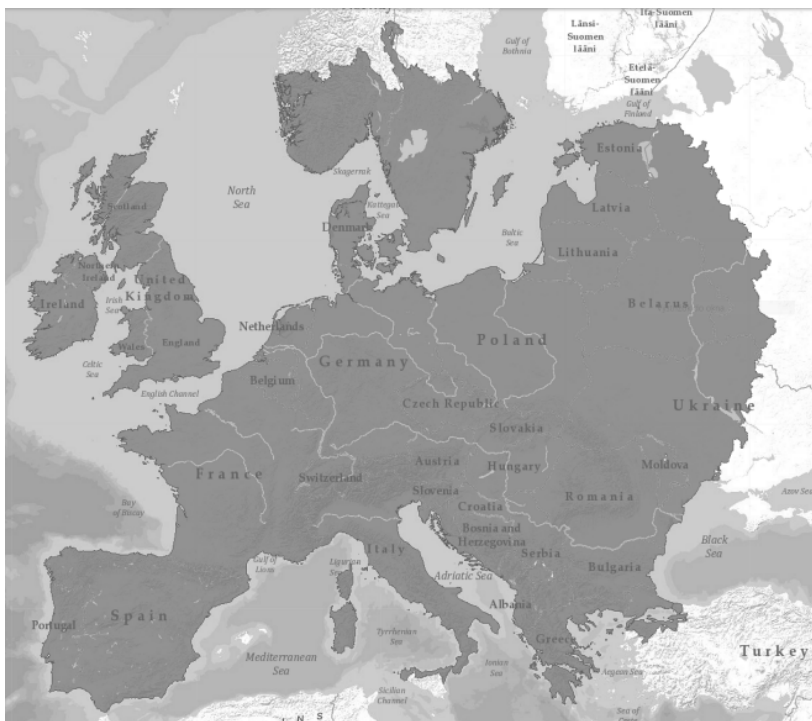 Länsi-
Suomen
lääni
Ita-Suomen
lääni
Gulf of
Bothnia
Etelä-
Suomen
lääni
Gulf of
Finland
Estonia
Skagerrak
North
Sea
Kattegat
Sea
Scotland
Latvia
Denmark
Baltic
Sea
Lithuania
Northern
Ireland
United
Kingdom
Ireland
Irish
Sea
Belarus
Netherlands
Wales
England
Poland
Germany
Celtic
Sea
Belgium
English Channel
Czech Republic
Ukraine
Slovakia
France
Switzerland
Austria
Hungary
Moldova
Slovenia
Azov Sea
Bay
of Biscay
Croatia
Romania
Bosnia and
Herzegovina
Black
Sea
Italy
Serbia
Gulf of
Lions
Ligurian
Sea
Adriatic Sea
Bulgaria
Portugal
Spain
Albania
Tyrrhenian
Sea
Greece
Turkey
Mediterranean
Sea
Ionian
Sea
Aegean Sea
Sicilian
Channel
Sea of
N S